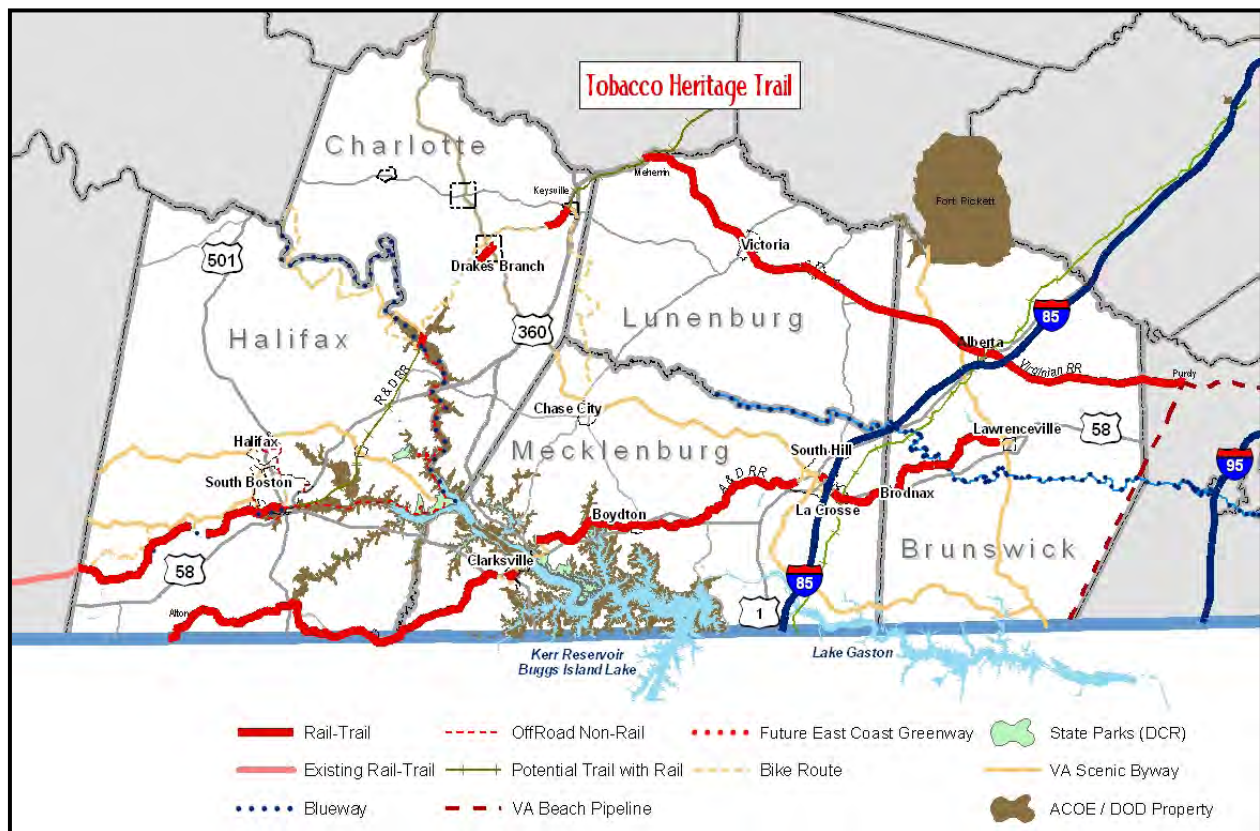 Tobacco Heritage Trail
Charlotte
Keysville
Meherrin
Fort Pickett
501
Victoria
Drakes Branch
360
85
Halifax
Lunenburg
Alberta
Virginian RR
Purdy
R & D RR
Chase City
Halifax
Mecklenburg
South Hill
Lawrenceville
58
95
South Boston
A & D RR
Brodnax
La Crosse
Boydton
Clarksville
Brunswick
58
85
Alton
1
Kerr Reservoir
Buggs Island Lake
Lake Gaston
Rail-Trail
OffRoad Non-Rail
Future East Coast Greenway
State Parks (DCR)
Existing Rail-Trail
Potential Trail with Rail
Bike Route
VA Scenic Byway
Blueway
VA Beach Pipeline
ACOE / DOD Property